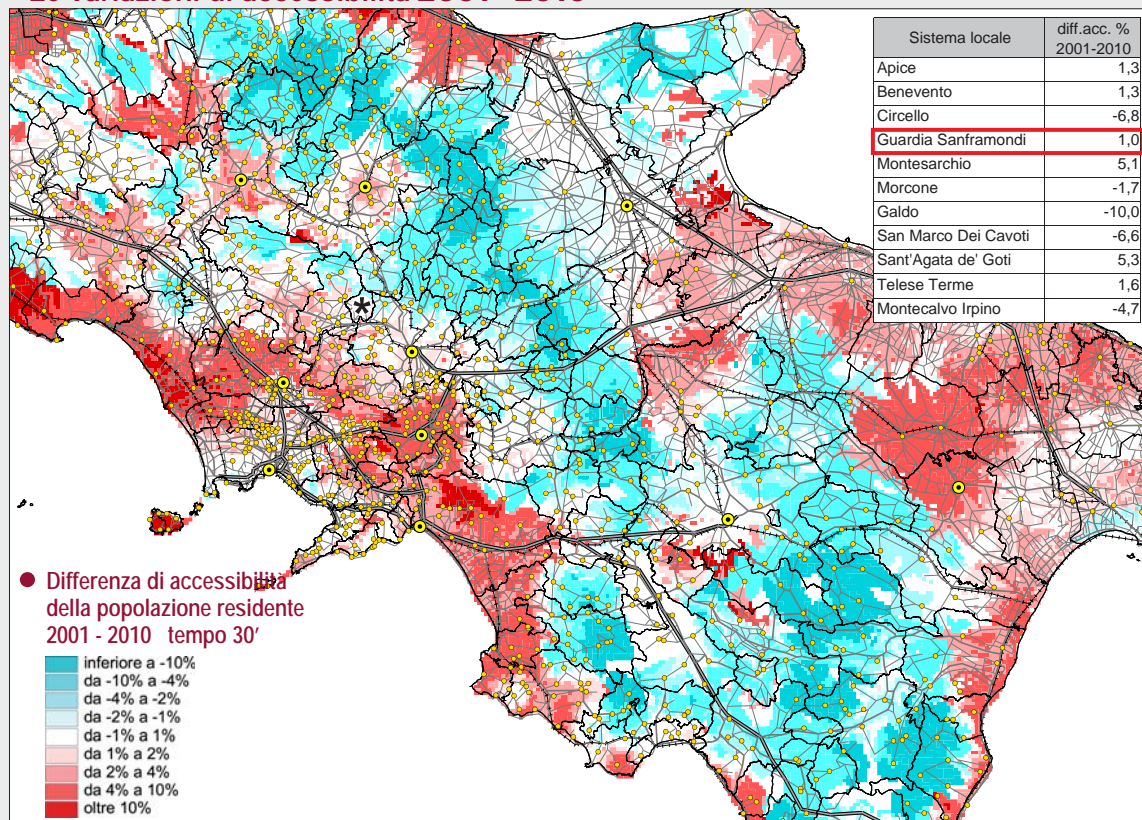 Sistema locale diff.acc. % 2001-2010
Apice 1,3
Benevento 1,3
Circello -6,8
Guardia Sanframondi 1,0
Montesarchio 5,1
Morcone -1,7
Galdo -10,0
San Marco Dei Cavoti -6,6
Sant'Agata de' Goti 5,3
Telese Terme 1,6
Montecalvo Irpino -4,7
*
● Differenza di accessibilità
della popolazione residente
2001 - 2010 tempo 30'
inferiore a -10%
da -10% a -4%
da -4% a -2%
da -2% a -1%
da -1% a 1%
da 1% a 2%
da 2% a 4%
da 4% a 10%
oltre 10%